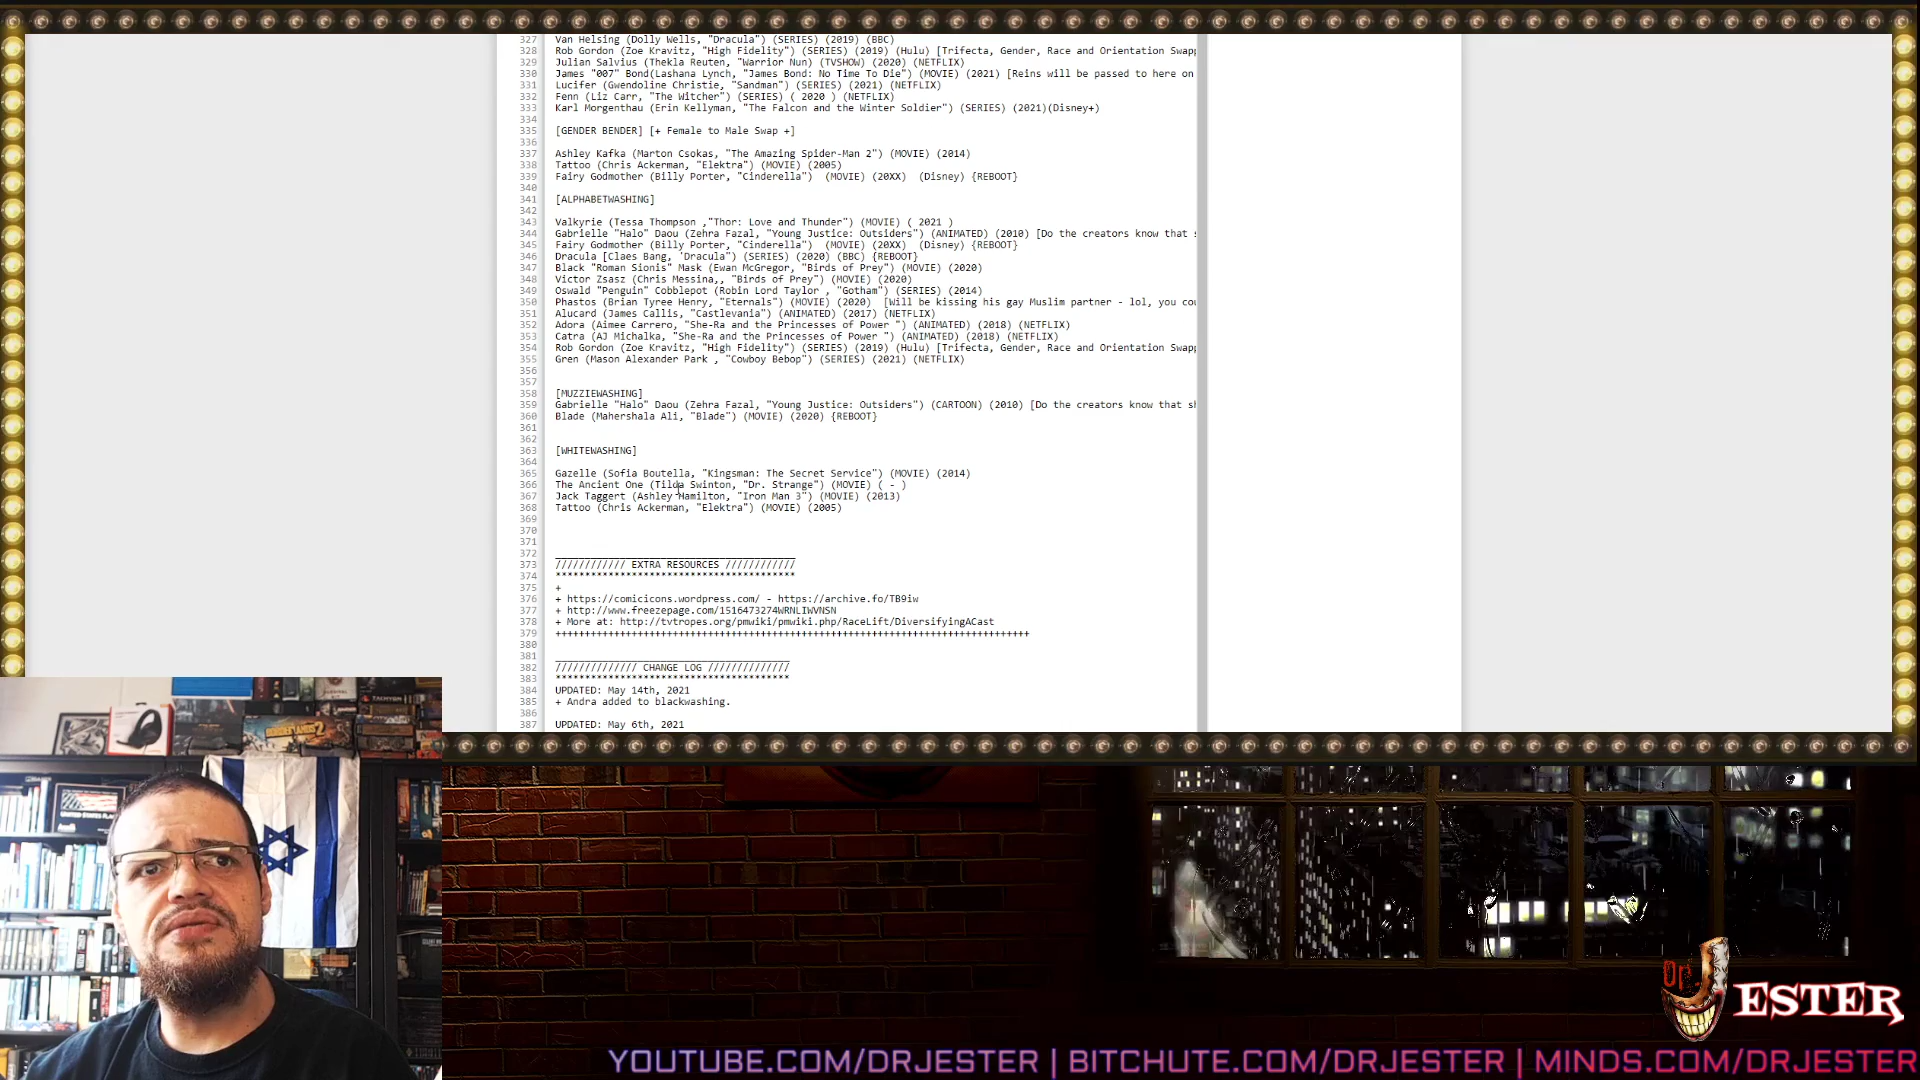 327 Van Helsing (Dolly Wells, "Dracula") (SERIES) (2019) (BBC)
328 Rob Gordon (Zoe Kravitz, "High Fidelity") (SERIES) (2019) (Hulu) [Trifecta, Gender, Race and Orientation Swapp
329 Julian Salvius (Thekla Reuten, "Warrior Nun) (TVSHOW) (2020) (NETFLIX)
330 James "007" Bond(Lashana Lynch, "James Bond: No Time To Die") (MOVIE) (2021) [Reins will be passed to here on
331 Lucifer (Gwendoline Christie, "Sandman") (SERIES) (2021) (NETFLIX)
332 Fenn (Liz Carr, "The Witcher") (SERIES) ( 2020 ) (NETFLIX)
333 Karl Morgenthau (Erin Kellyman, "The Falcon and the Winter Soldier") (SERIES) (2021)(Disney+)
334
335 [GENDER BENDER] [+ Female to Male Swap +]
336
337 Ashley Kafka (Marton Csokas, "The Amazing Spider-Man 2") (MOVIE) (2014)
338 Tattoo (Chris Ackerman, "Elektra") (MOVIE) (2005)
339 Fairy Godmother (Billy Porter, "Cinderella")  (MOVIE) (20XX)  (Disney) {REBOOT}
340
341 [ALPHABETWASHING]
342
343 Valkyrie (Tessa Thompson ,"Thor: Love and Thunder") (MOVIE) ( 2021 )
344 Gabrielle "Halo" Daou (Zehra Fazal, "Young Justice: Outsiders") (ANIMATED) (2010) [Do the creators know that s
345 Fairy Godmother (Billy Porter, "Cinderella")  (MOVIE) (20XX)  (Disney) {REBOOT}
346 Dracula [Claes Bang, 'Dracula") (SERIES) (2020) (BBC) {REBOOT}
347 Black "Roman Sionis" Mask (Ewan McGregor, "Birds of Prey") (MOVIE) (2020)
348 Victor Zsasz (Chris Messina,, "Birds of Prey") (MOVIE) (2020)
349 Oswald "Penguin" Cobblepot (Robin Lord Taylor , "Gotham") (SERIES) (2014)
350 Phastos (Brian Tyree Henry, "Eternals") (MOVIE) (2020)  [Will be kissing his gay Muslim partner - lol, you cou
351 Alucard (James Callis, "Castlevania") (ANIMATED) (2017) (NETFLIX)
352 Adora (Aimee Carrero, "She-Ra and the Princesses of Power ") (ANIMATED) (2018) (NETFLIX)
353 Catra (AJ Michalka, "She-Ra and the Princesses of Power ") (ANIMATED) (2018) (NETFLIX)
354 Rob Gordon (Zoe Kravitz, "High Fidelity") (SERIES) (2019) (Hulu) [Trifecta, Gender, Race and Orientation Swapp
355 Gren (Mason Alexander Park , "Cowboy Bebop") (SERIES) (2021) (NETFLIX)
356
357
358 [MUZZIEWASHING]
359 Gabrielle "Halo" Daou (Zehra Fazal, "Young Justice: Outsiders") (CARTOON) (2010) [Do the creators know that sh
360 Blade (Mahershala Ali, "Blade") (MOVIE) (2020) {REBOOT}
361
362
363 [WHITEWASHING]
364
365 Gazelle (Sofia Boutella, "Kingsman: The Secret Service") (MOVIE) (2014)
366 The Ancient One (Tilda Swinton, "Dr. Strange") (MOVIE) ( - )
367 Jack Taggert (Ashley Hamilton, "Iron Man 3") (MOVIE) (2013)
368 Tattoo (Chris Ackerman, "Elektra") (MOVIE) (2005)
369
370
371
372 _________________________________________
373 //////////// EXTRA RESOURCES ////////////
374 *****************************************
375 +
376 + https://comicicons.wordpress.com/ - https://archive.fo/TB9iw
377 + http://www.freezepage.com/1516473274WRNLIWVNSN
378 + More at: http://tvtropes.org/pmwiki/pmwiki.php/RaceLift/DiversifyingACast
379 +++++++++++++++++++++++++++++++++++++++++++++++++++++++++++++++++++++++++++++++++
380
381 ________________________________________
382 ////////////// CHANGE LOG //////////////
383 ****************************************
384 UPDATED: May 14th, 2021
385 + Andra added to blackwashing.
386
387 UPDATED: May 6th, 2021
BORDERLANDS 2
UNITED STATES FLAG
Dr. JESTER
YOUTUBE.COM/DRJESTER | BITCHUTE.COM/DRJESTER | MINDS.COM/DRJESTER